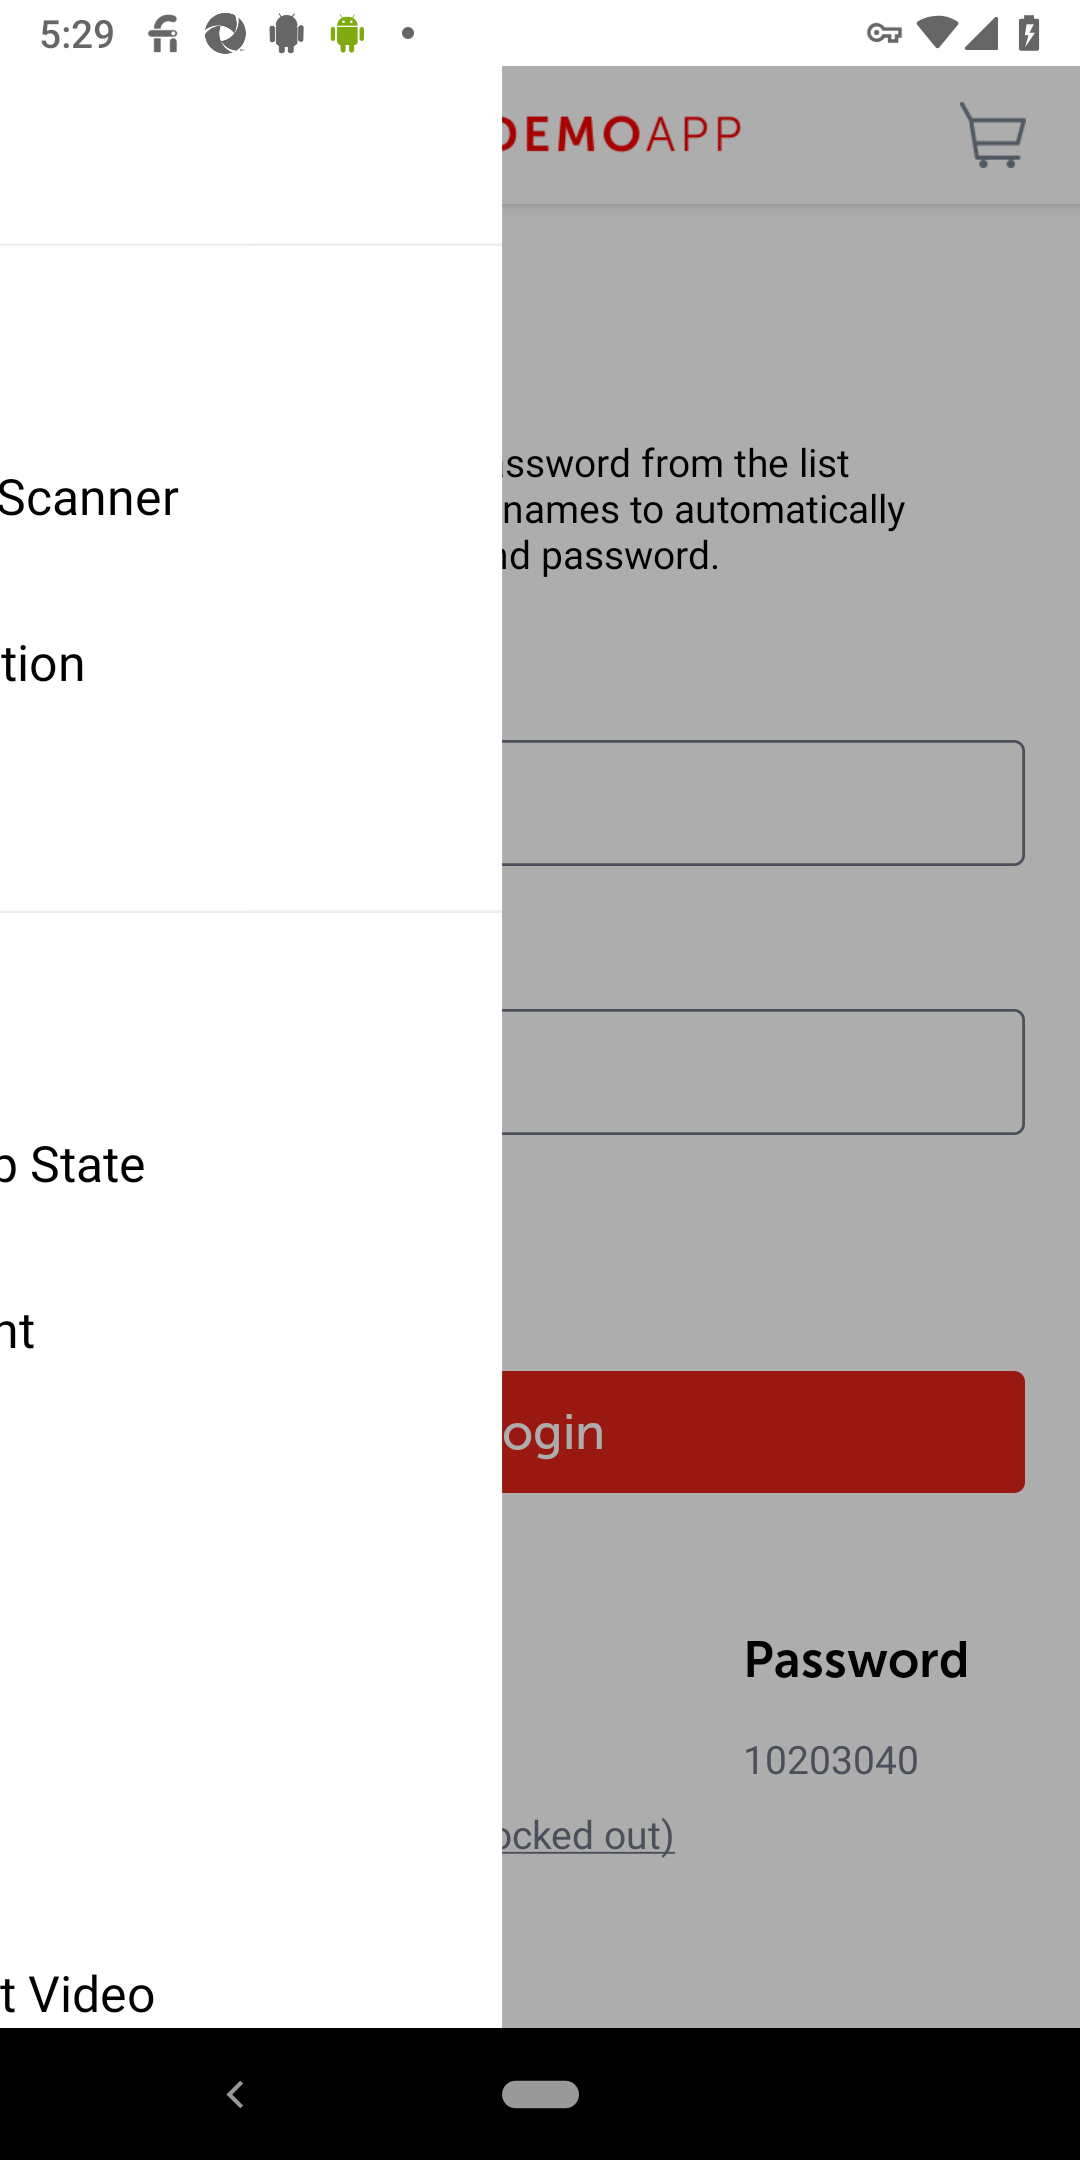 5:29
DEMOAPP
ssword from the list
Scanner
names to automatically
nd password.
tion
p State
nt
ogin
Password
10203040
ocked out)
t Video